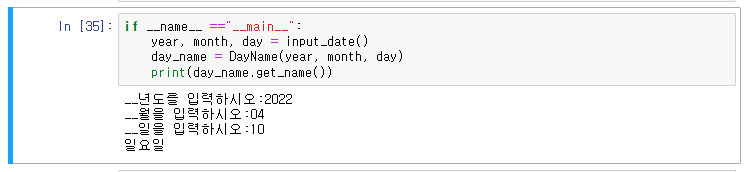 In [35]:
if __name__ =="__main__":
year, month, day = input_date()
day_name = DayName(year, month, day)
print(day_name.get_name())
__년도를 입력하시오:2022
__월을 입력하시오:04
__일을 입력하시오:10
일요일